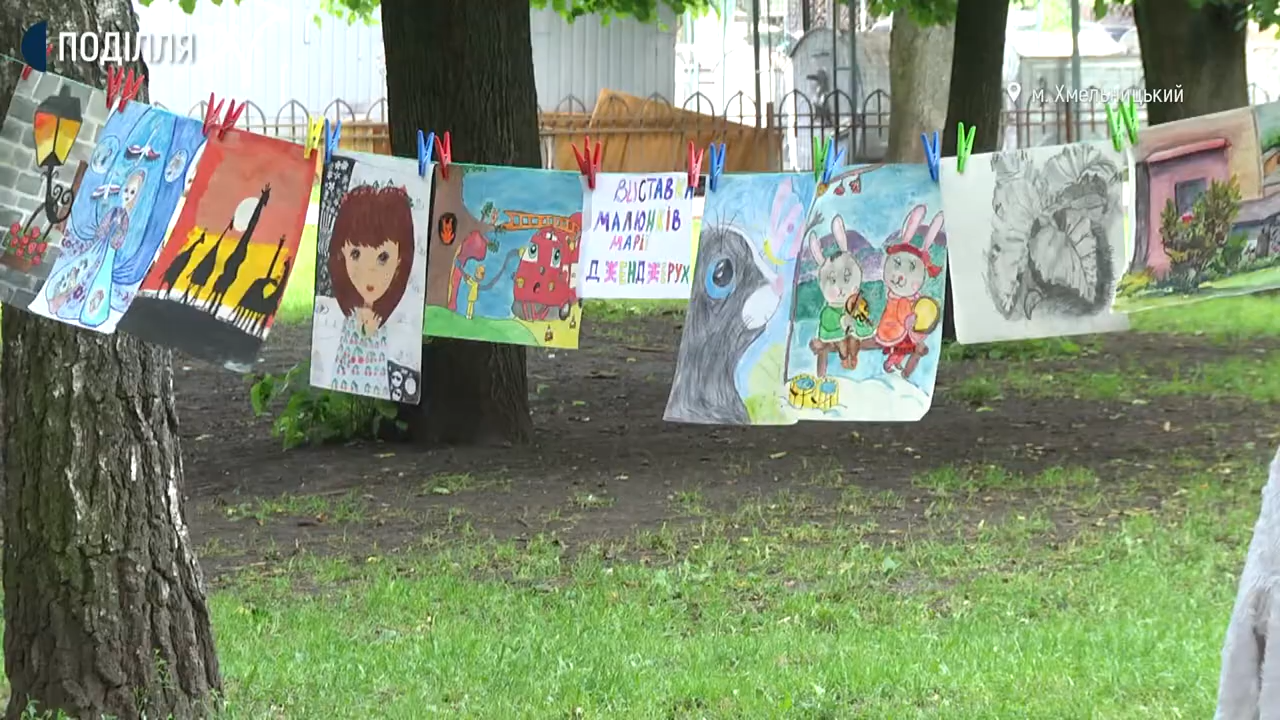 ПОДІЛЛЯ
м. Хмельницький
ВИСТАВКА
МАЛЮНКІВ
МАРІЇ
ДЖЕНДЖЕРУХ